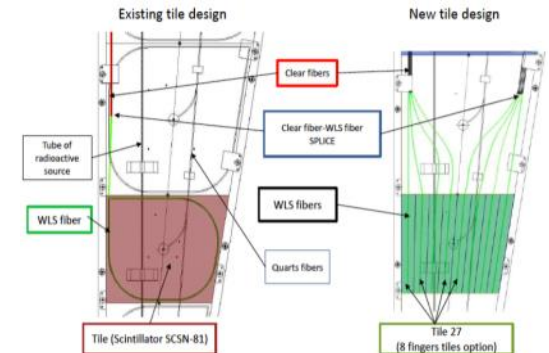 Existing tile design
New tile design
Clear fibers
Clear fiber-WLS fiber
SPLICE
Tube of
radioactive
source
WLS fiber
WLS fibers
Quarts fibers
Tile (Scintillator SCSN-81)
Tile 27
(8 fingers tiles option)